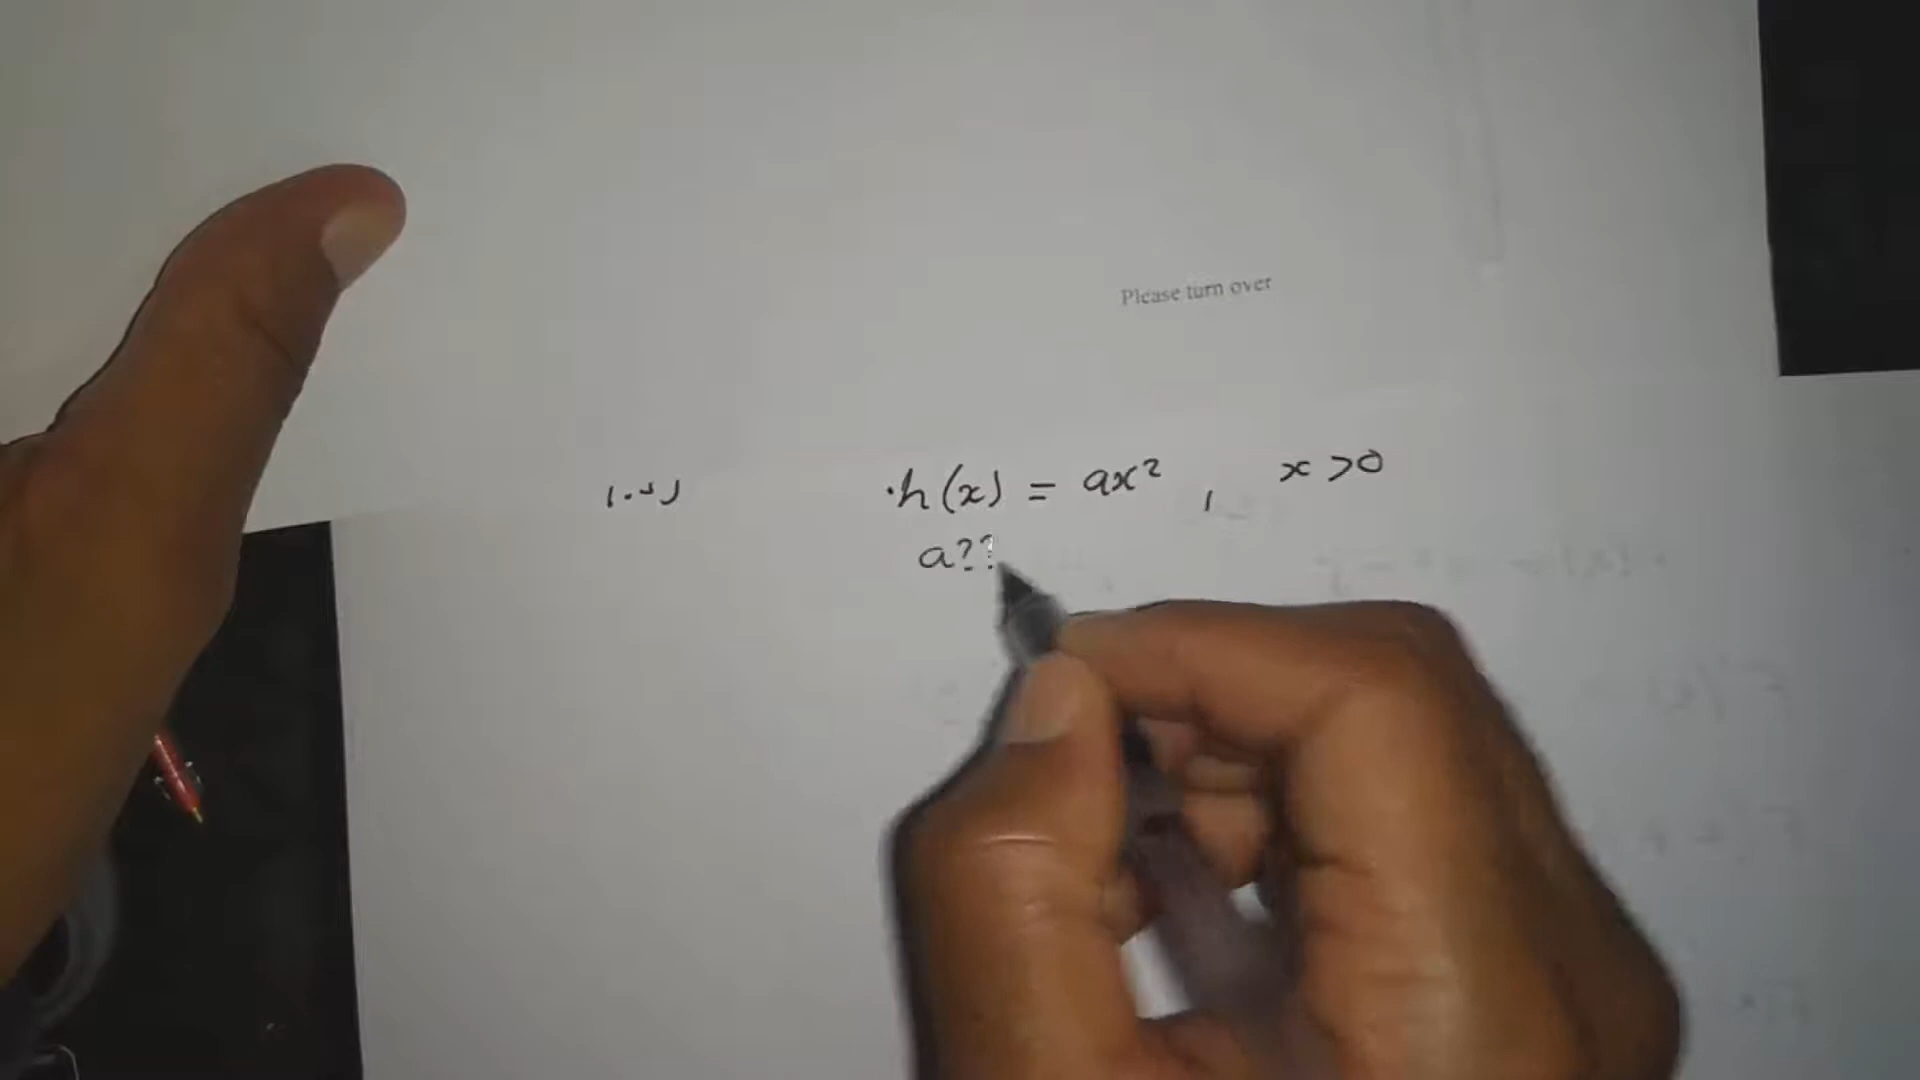 Please turn over
· h(x) = ax² , x > 0
a??